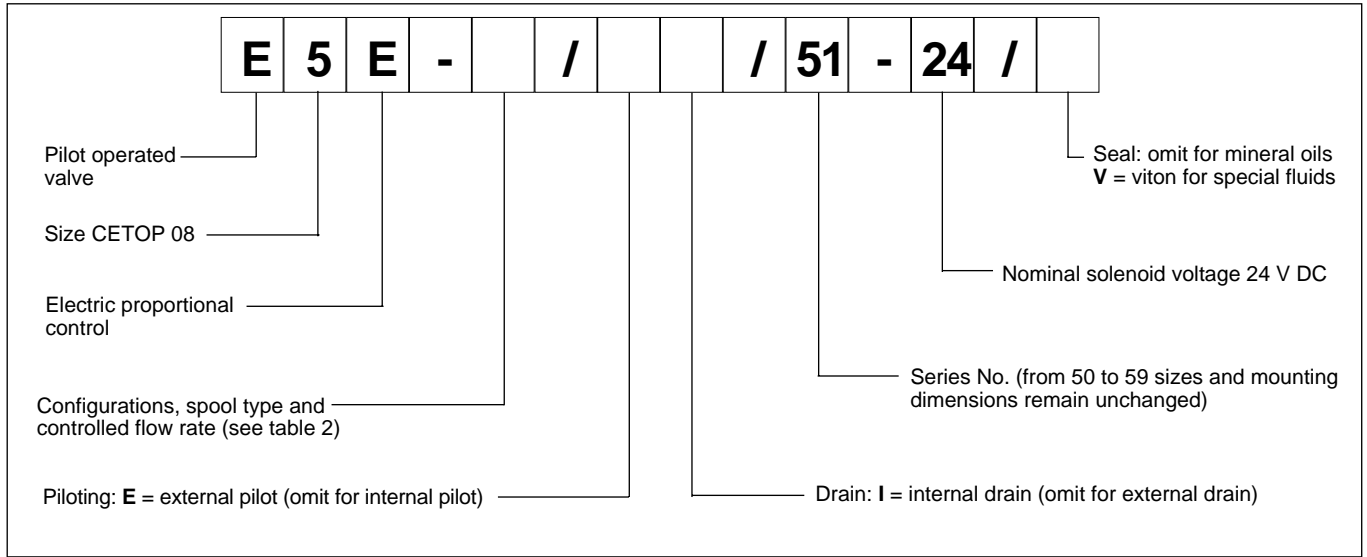 E 5 E - / / 51 - 24 /
Pilot operated
valve
Seal: omit for mineral oils
V = viton for special fluids
Size CETOP 08
Nominal solenoid voltage 24 V DC
Electric proportional
control
Series No. (from 50 to 59 sizes and mounting
dimensions remain unchanged)
Configurations, spool type and
controlled flow rate (see table 2)
Piloting: E = external pilot (omit for internal pilot)
Drain: I = internal drain (omit for external drain)